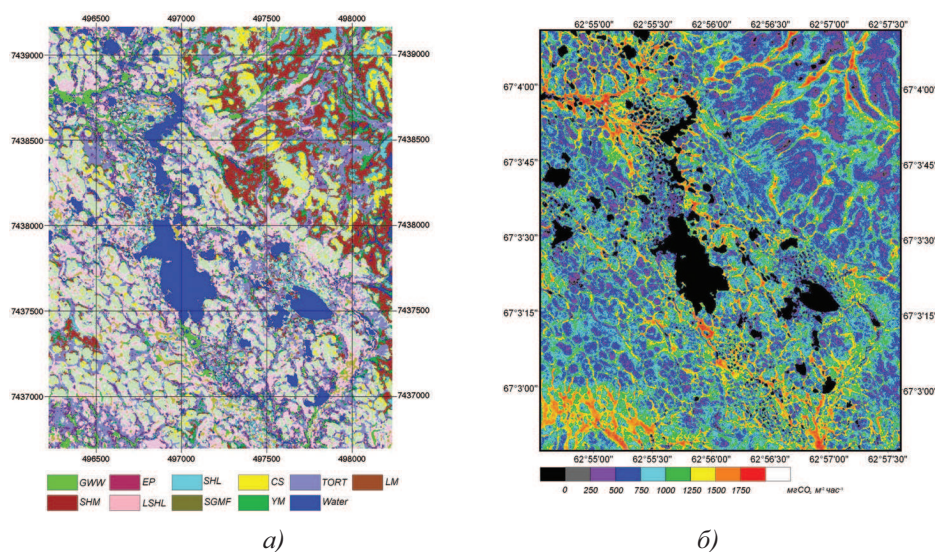 496500 497000 497500 498000
62°55'00" 62°55'30" 62°56'00" 62°56'30" 62°57'00" 62°57'30"
7439000 7439000
67°4'00" 67°4'00"
7438500 7438500
67°3'45" 67°3'45"
7438000 7438000
67°3'30" 67°3'30"
7437500 7437500
67°3'15" 67°3'15"
7437000 7437000
67°3'00" 67°3'00"
496500 497000 497500 498000
62°55'00" 62°55'30" 62°56'00" 62°56'30" 62°57'00" 62°57'30"
GWW EP SHL CS TORT LM
SHM LSHL SGMF YM Water
0 250 500 750 1000 1250 1500 1750 мгCO₂ м⁻² час⁻¹
а) б)